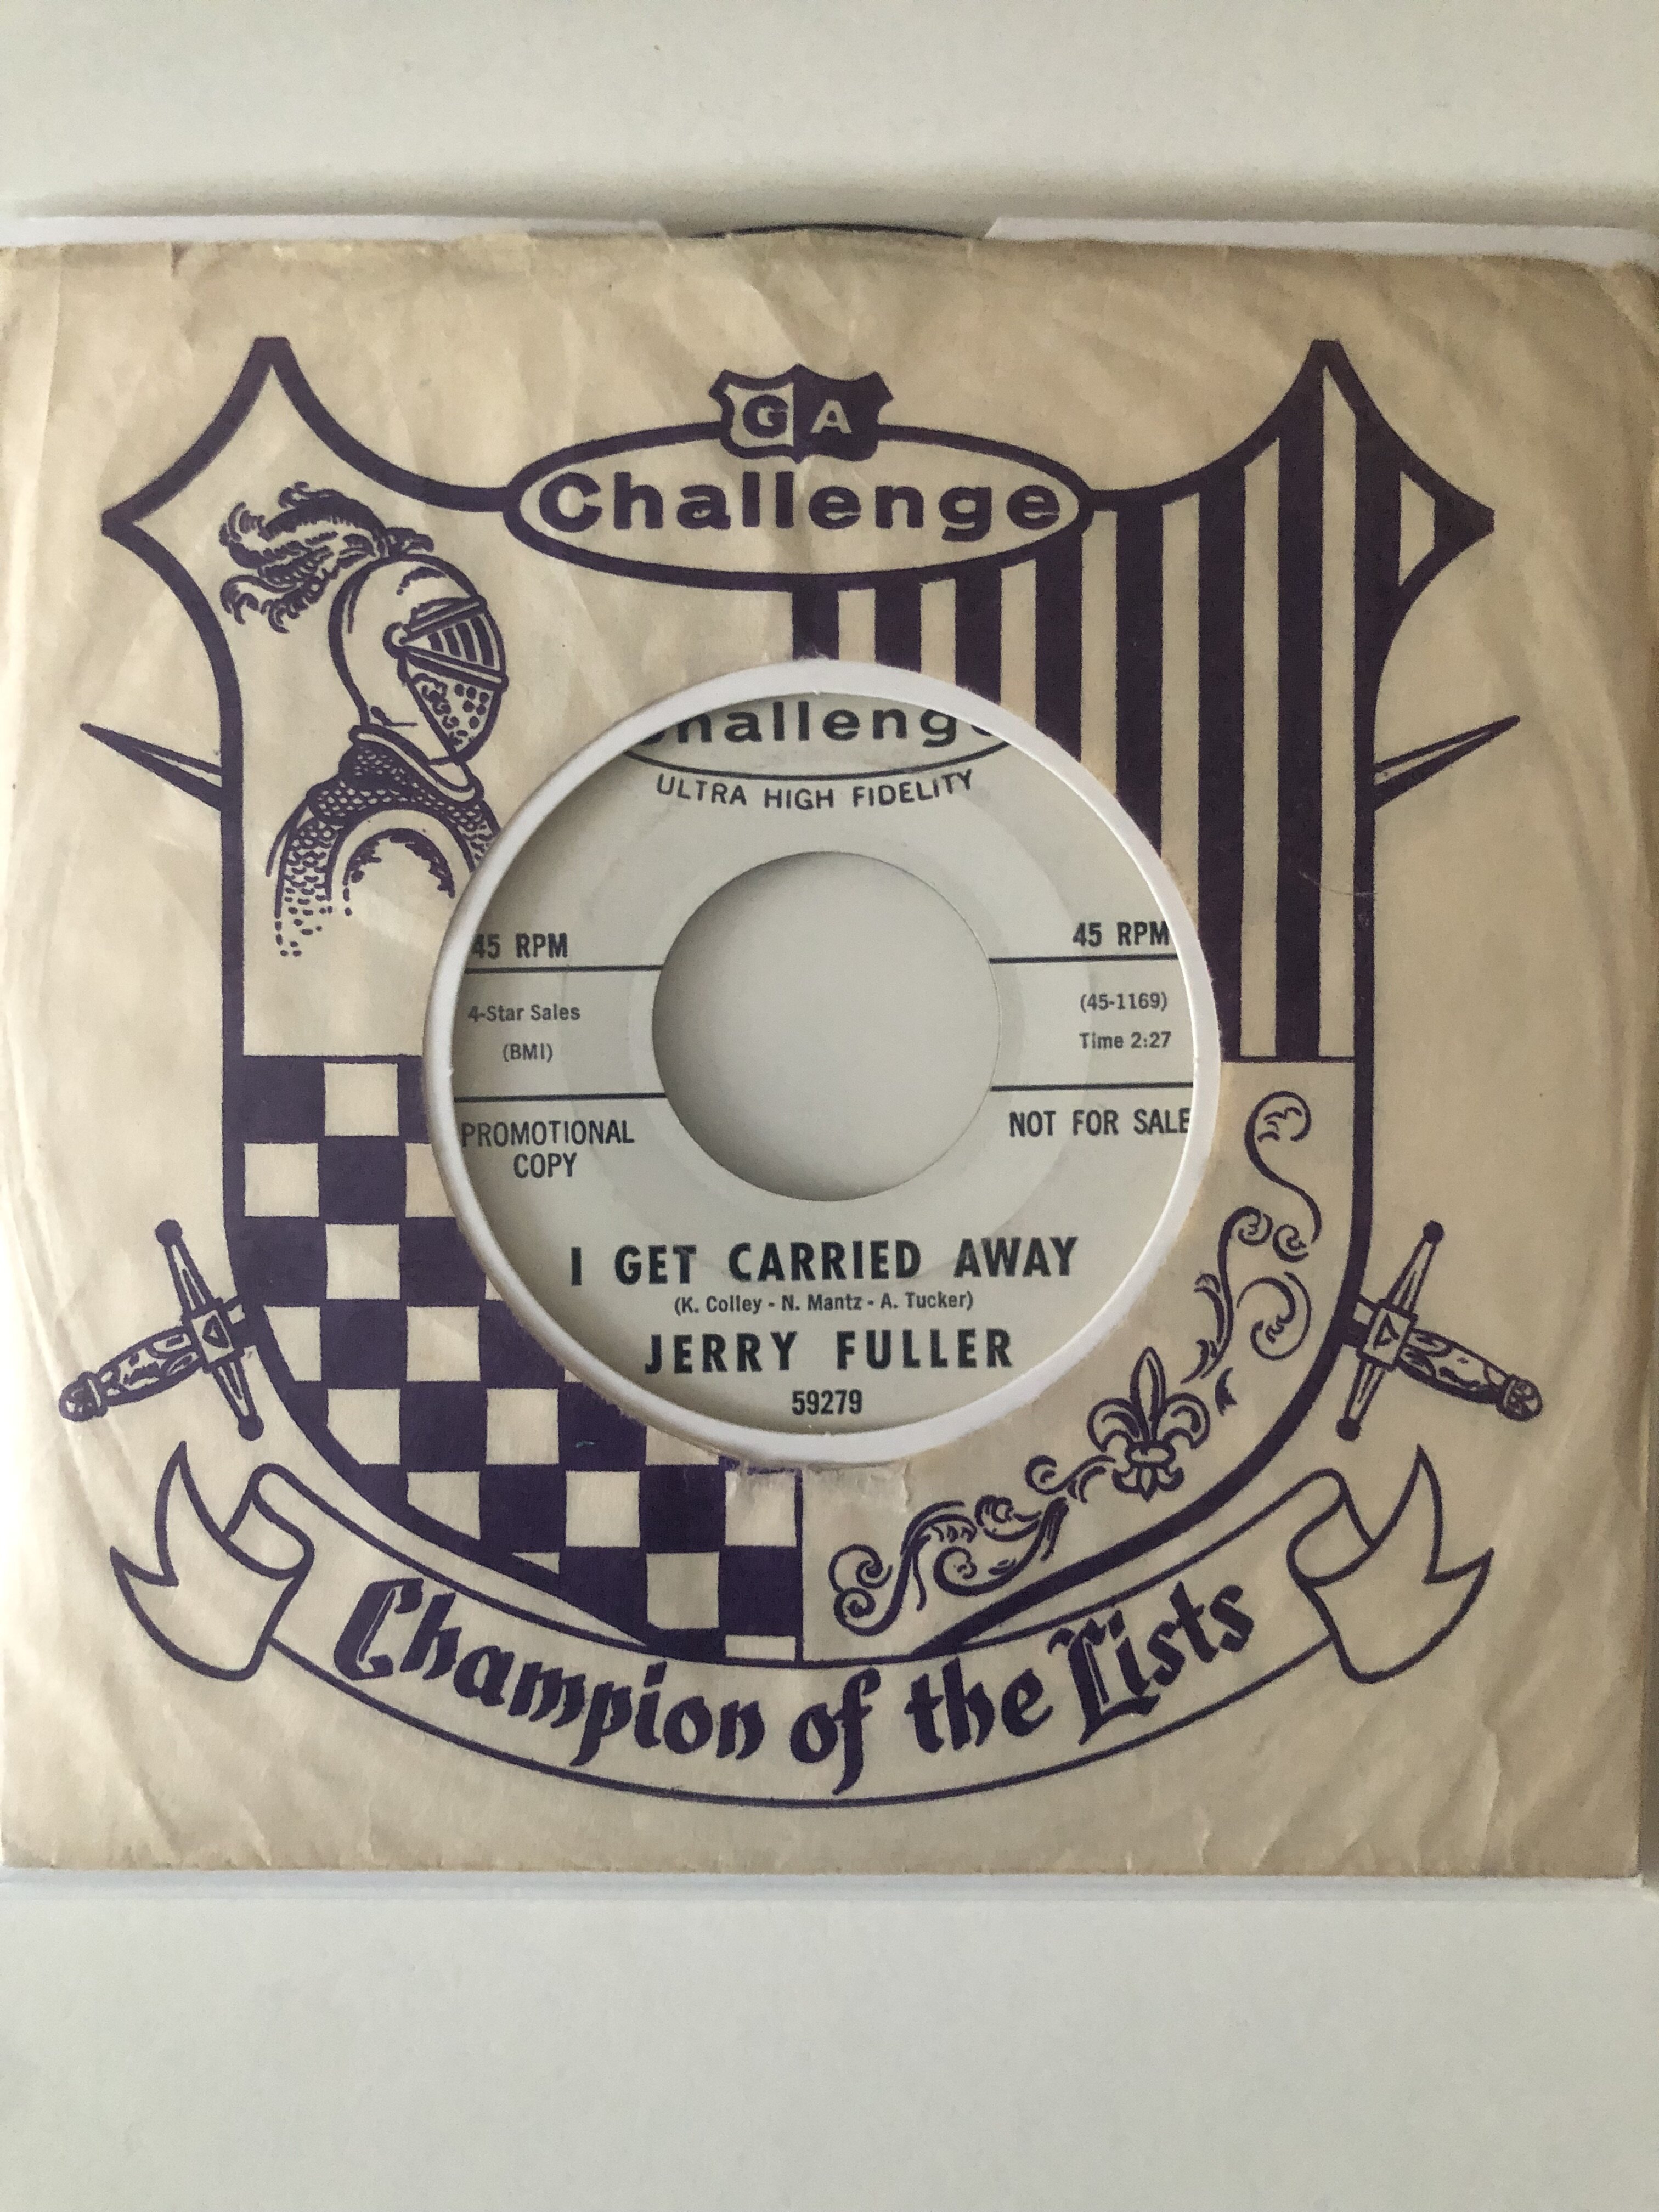 G A
Challenge
halleng
ULTRA HIGH FIDELITY
45 RPM
45 RPM
4-Star Sales
(BMI)
(45-1169)
Time 2:27
PROMOTIONAL
COPY
NOT FOR SALE
I GET CARRIED AWAY
(K. Colley - N. Mantz - A. Tucker)
JERRY FULLER
59279
Champion of the Lists